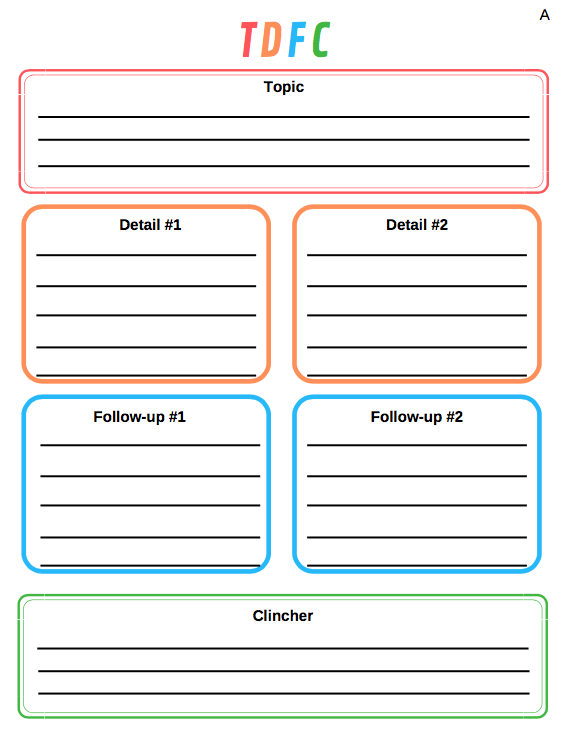 A
TDFC
Topic
Detail #1
Detail #2
Follow-up #1
Follow-up #2
Clincher